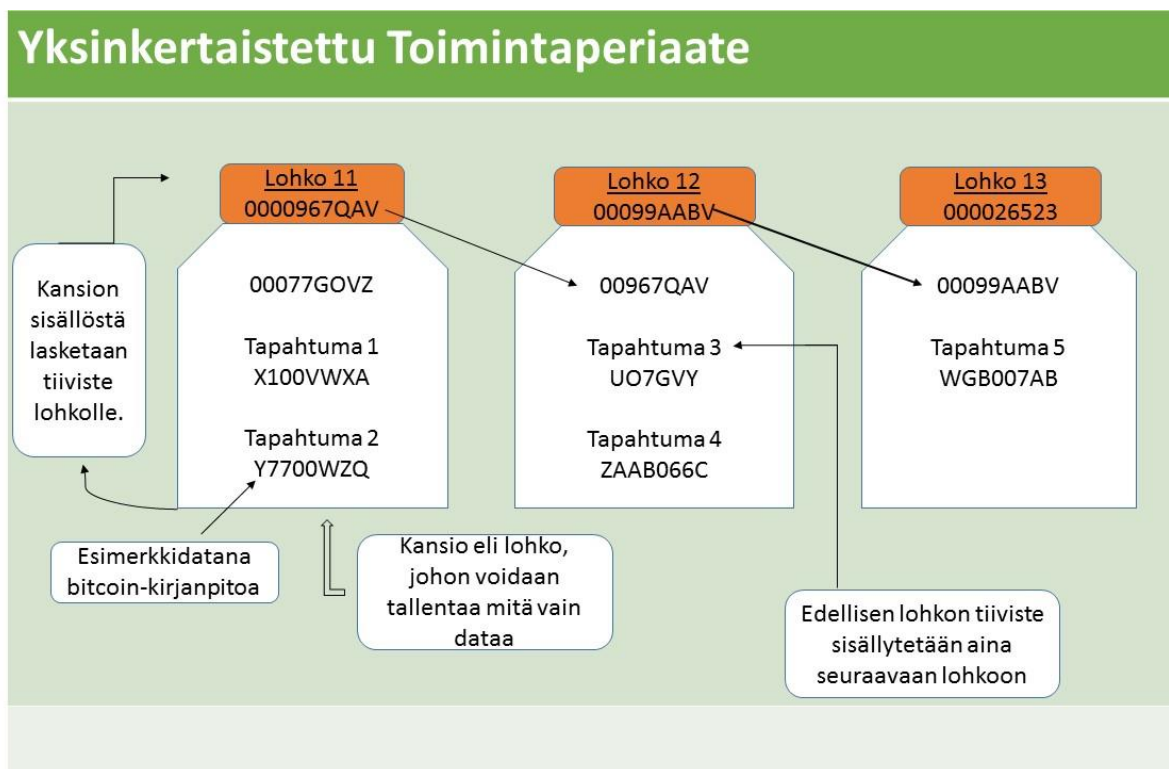 Yksinkertaistettu Toimintaperiaate
Kansion
sisällöstä
lasketaan
tiiviste
lohkolle.
Lohko 11
0000967QAV
00077GOVZ
Tapahtuma 1
X100VWXA
Tapahtuma 2
Y7700WZQ
Lohko 12
00099AABV
00967QAV
Tapahtuma 3
UO7GVY
Tapahtuma 4
ZAAB066C
Lohko 13
000026523
00099AABV
Tapahtuma 5
WGB007AB
Esimerkkidatana
bitcoin-kirjanpitoa
Kansio eli lohko,
johon voidaan
tallentaa mitä vain
dataa
Edellisen lohkon tiiviste
sisällytetään aina
seuraavaan lohkoon